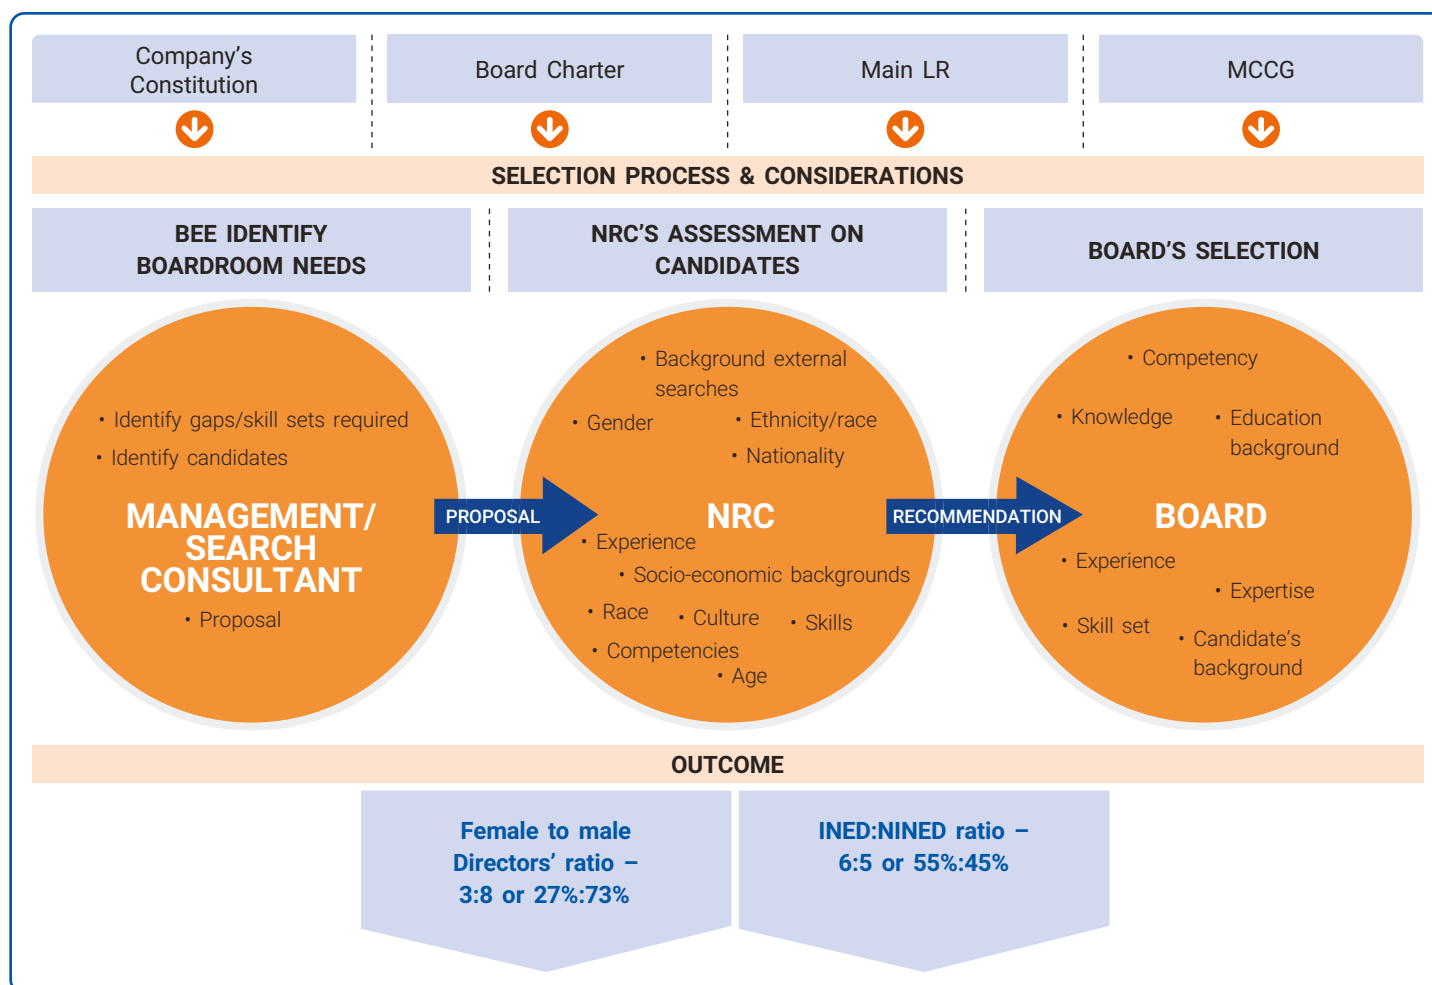 Company's
Constitution
Board Charter
Main LR
MCCG
SELECTION PROCESS & CONSIDERATIONS
BEE IDENTIFY
BOARDROOM NEEDS
NRC'S ASSESSMENT ON
CANDIDATES
BOARD'S SELECTION
• Identify gaps/skill sets required
• Identify candidates
MANAGEMENT/
SEARCH
CONSULTANT
• Proposal
PROPOSAL
• Background external
searches
• Gender
• Ethnicity/race
• Nationality
NRC
• Experience
• Socio-economic backgrounds
• Race
• Culture
• Skills
• Competencies
• Age
RECOMMENDATION
• Competency
• Knowledge
• Education
background
BOARD
• Experience
• Expertise
• Skill set
• Candidate's
background
OUTCOME
Female to male
Directors' ratio –
3:8 or 27%:73%
INED:NINED ratio –
6:5 or 55%:45%